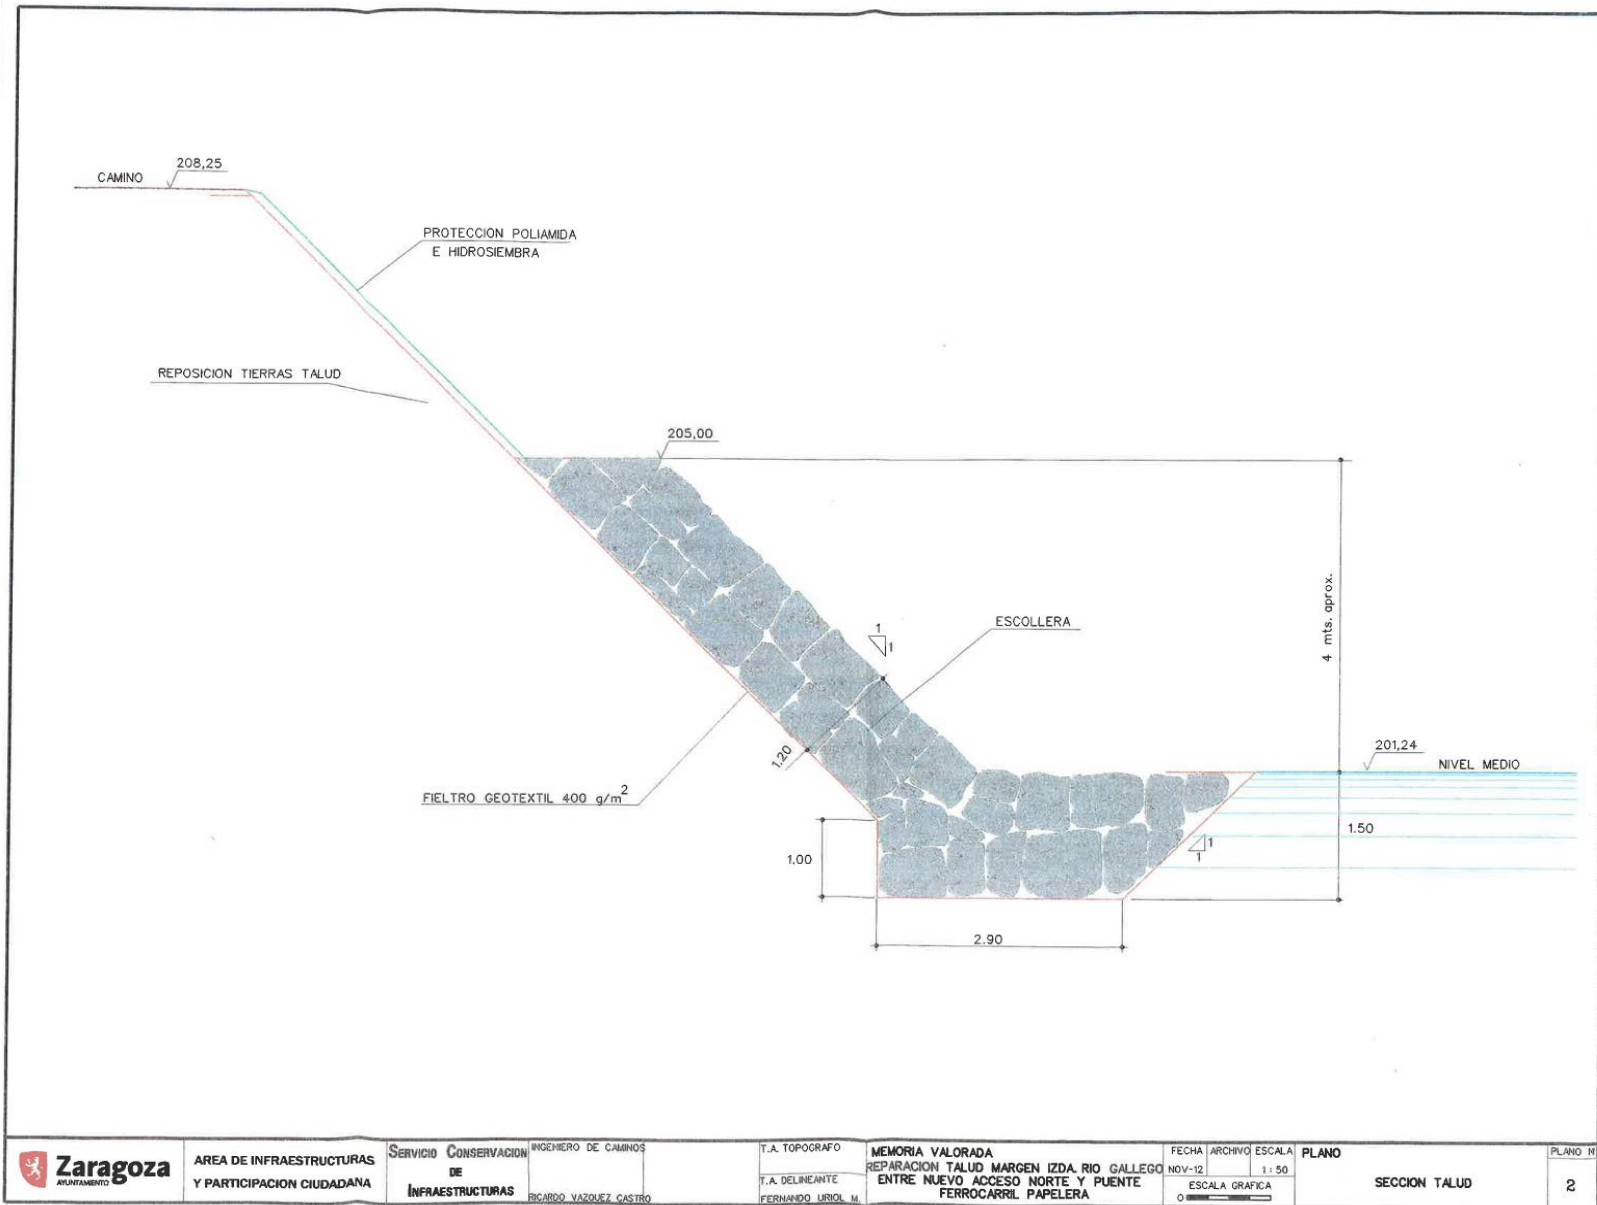 208,25
CAMINO
PROTECCION POLIAMIDA
E HIDROSIEMBRA
REPOSICION TIERRAS TALUD
205,00
4 mts. aprox.
1
1
ESCOLLERA
1.20
201,24
NIVEL MEDIO
FIELTRO GEOTEXTIL 400 g/m2
1.00
1
1
1.50
2.90
Zaragoza
AYUNTAMIENTO
AREA DE INFRAESTRUCTURAS
Y PARTICIPACION CIUDADANA
SERVICIO CONSERVACION
DE
INFRAESTRUCTURAS
INGENIERO DE CAMINOS
RICARDO VAZQUEZ CASTRO
T.A. TOPOGRAFO
T.A. DELINEANTE
FERNANDO URIOL M.
MEMORIA VALORADA
REPARACION TALUD MARGEN IZDA. RIO GALLEGO
ENTRE NUEVO ACCESO NORTE Y PUENTE
FERROCARRIL PAPELERA
FECHA
NOV-12
ARCHIVO
ESCALA
1:50
ESCALA GRAFICA
0
PLANO
SECCION TALUD
PLANO Nº
2